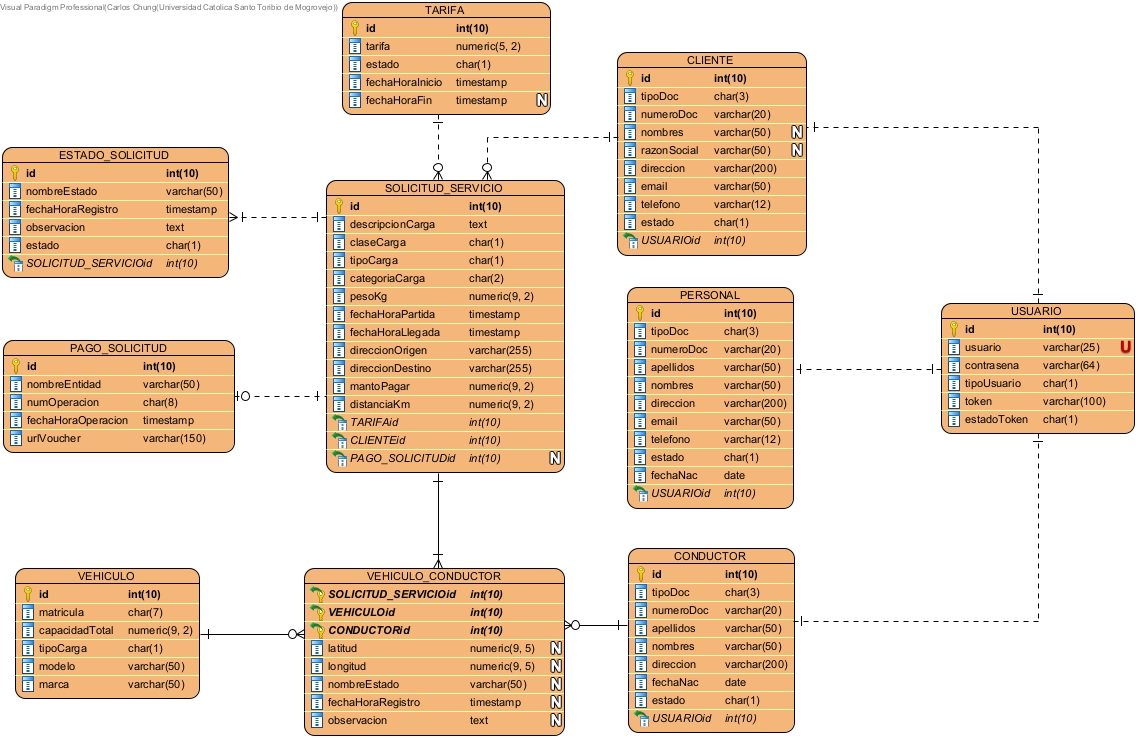 Visual Paradigm Professional(Carlos Chung(Universidad Catolica Santo Toribio de Mogrovejo))
TARIFA
id int(10)
tarifa numeric(5, 2)
estado char(1)
fechaHoraInicio timestamp
fechaHoraFin timestamp N
CLIENTE
id int(10)
tipoDoc char(3)
numeroDoc varchar(20)
nombres varchar(50) N
razonSocial varchar(50) N
direccion varchar(200)
email varchar(50)
telefono varchar(12)
estado char(1)
USUARIOid int(10)
ESTADO_SOLICITUD
id int(10)
nombreEstado varchar(50)
fechaHoraRegistro timestamp
observacion text
estado char(1)
SOLICITUD_SERVICIOid int(10)
SOLICITUD_SERVICIO
id int(10)
descripcionCarga text
claseCarga char(1)
tipoCarga char(1)
categoriaCarga char(2)
pesoKg numeric(9, 2)
fechaHoraPartida timestamp
fechaHoraLlegada timestamp
direccionOrigen varchar(255)
direccionDestino varchar(255)
mantoPagar numeric(9, 2)
distanciaKm numeric(9, 2)
TARIFAid int(10)
CLIENTEid int(10)
PAGO_SOLICITUDid int(10) N
PERSONAL
id int(10)
tipoDoc char(3)
numeroDoc varchar(20)
apellidos varchar(50)
nombres varchar(50)
direccion varchar(200)
email varchar(50)
telefono varchar(12)
estado char(1)
fechaNac date
USUARIOid int(10)
USUARIO
id int(10)
usuario varchar(25) U
contrasena varchar(64)
tipoUsuario char(1)
token varchar(100)
estadoToken char(1)
PAGO_SOLICITUD
id int(10)
nombreEntidad varchar(50)
numOperacion char(8)
fechaHoraOperacion timestamp
urlVoucher varchar(150)
VEHICULO
id int(10)
matricula char(7)
capacidadTotal numeric(9, 2)
tipoCarga char(1)
modelo varchar(50)
marca varchar(50)
VEHICULO_CONDUCTOR
SOLICITUD_SERVICIOid int(10)
VEHICULOid int(10)
CONDUCTORid int(10)
latitud numeric(9, 5) N
longitud numeric(9, 5) N
nombreEstado varchar(50) N
fechaHoraRegistro timestamp N
observacion text N
CONDUCTOR
id int(10)
tipoDoc char(3)
numeroDoc varchar(20)
apellidos varchar(50)
nombres varchar(50)
direccion varchar(200)
fechaNac date
estado char(1)
USUARIOid int(10)